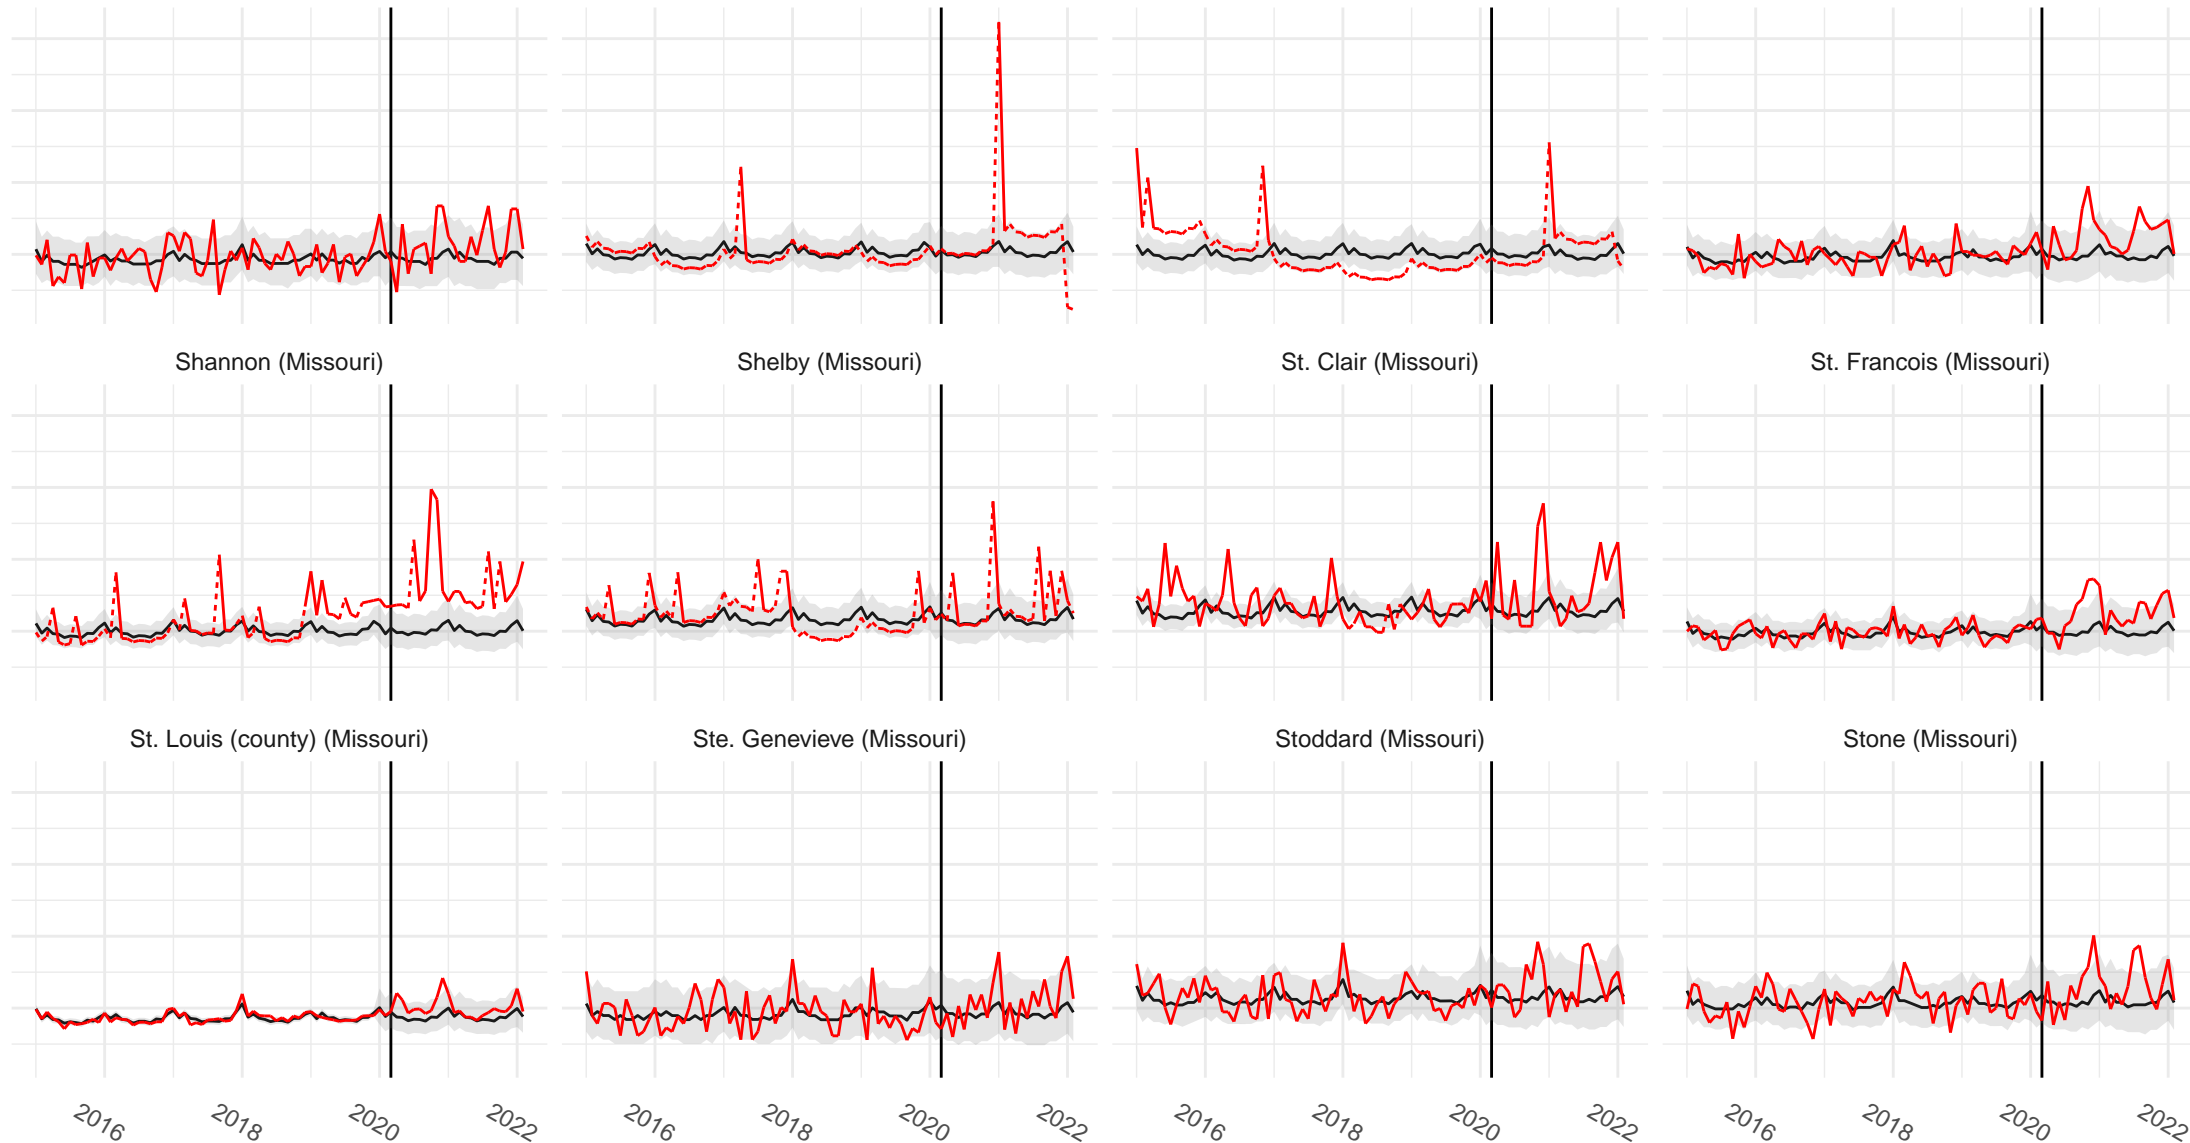 Shannon (Missouri) Shelby (Missouri) St. Clair (Missouri) St. Francois (Missouri)
St. Louis (county) (Missouri) Ste. Genevieve (Missouri) Stoddard (Missouri) Stone (Missouri)
2016 2018 2020 2022 2016 2018 2020 2022 2016 2018 2020 2022 2016 2018 2020 2022